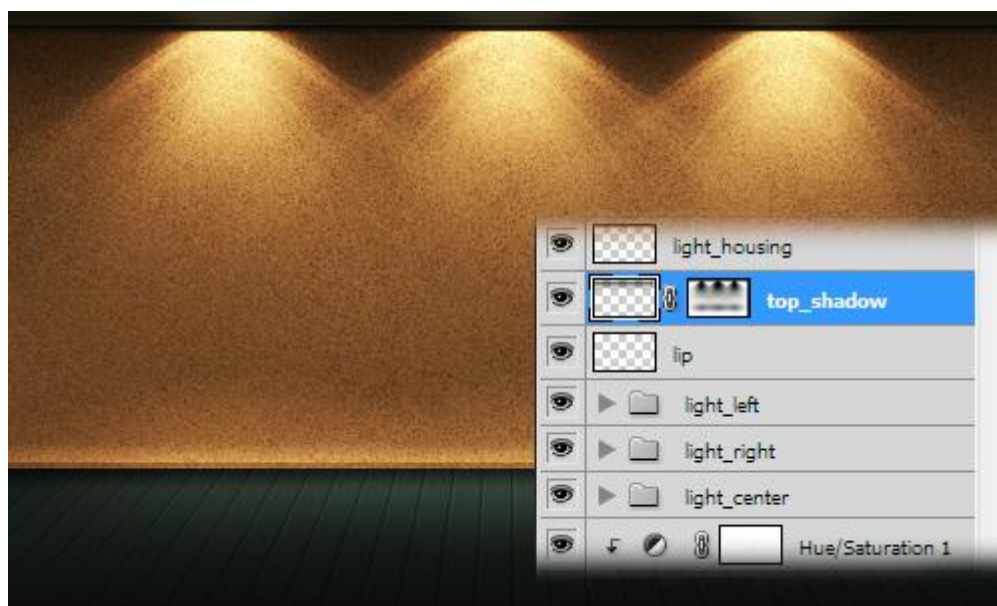 light_housing
top_shadow
lip
light_left
light_right
light_center
Hue/Saturation 1